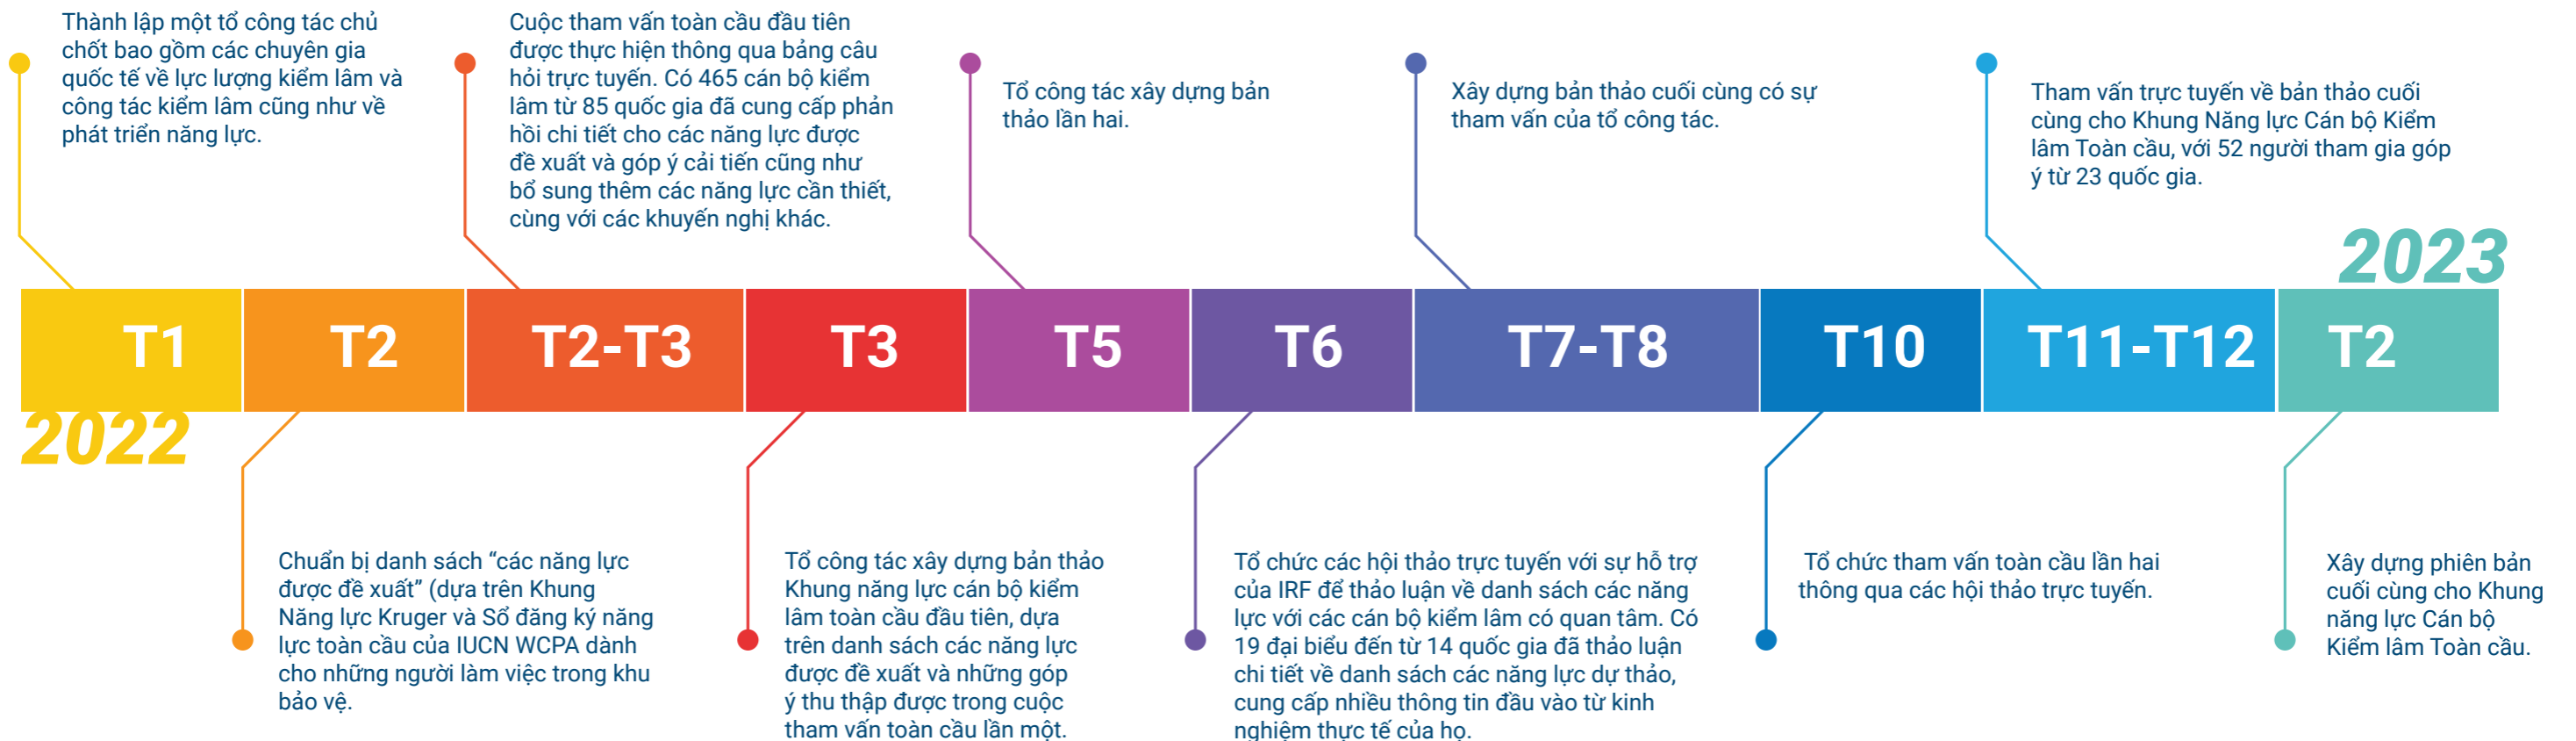 Thành lập một tổ công tác chủ
chốt bao gồm các chuyên gia
quốc tế về lực lượng kiểm lâm và
công tác kiểm lâm cũng như về
phát triển năng lực.
Cuộc tham vấn toàn cầu đầu tiên
được thực hiện thông qua bảng câu
hỏi trực tuyến. Có 465 cán bộ kiểm
lâm từ 85 quốc gia đã cung cấp phản
hồi chi tiết cho các năng lực được
đề xuất và góp ý cải tiến cũng như
bổ sung thêm các năng lực cần thiết,
cùng với các khuyến nghị khác.
Tổ công tác xây dựng bản
thảo lần hai.
Xây dựng bản thảo cuối cùng có sự
tham vấn của tổ công tác.
Tham vấn trực tuyến về bản thảo cuối
cùng cho Khung Năng lực Cán bộ Kiểm
lâm Toàn cầu, với 52 người tham gia góp
ý từ 23 quốc gia.
2023
T1
T2
T2-T3
T3
T5
T6
T7-T8
T10
T11-T12
T2
2022
Chuẩn bị danh sách “các năng lực
được đề xuất” (dựa trên Khung
Năng lực Kruger và Sổ đăng ký năng
lực toàn cầu của IUCN WCPA dành
cho những người làm việc trong khu
bảo vệ.
Tổ công tác xây dựng bản thảo
Khung năng lực cán bộ kiểm
lâm toàn cầu đầu tiên, dựa
trên danh sách các năng lực
được đề xuất và những góp
ý thu thập được trong cuộc
tham vấn toàn cầu lần một.
Tổ chức các hội thảo trực tuyến với sự hỗ trợ
của IRF để thảo luận về danh sách các năng
lực với các cán bộ kiểm lâm có quan tâm. Có
19 đại biểu đến từ 14 quốc gia đã thảo luận
chi tiết về danh sách các năng lực dự thảo,
cung cấp nhiều thông tin đầu vào từ kinh
nghiệm thực tế của họ.
Tổ chức tham vấn toàn cầu lần hai
thông qua các hội thảo trực tuyến.
Xây dựng phiên bản
cuối cùng cho Khung
năng lực Cán bộ
Kiểm lâm Toàn cầu.